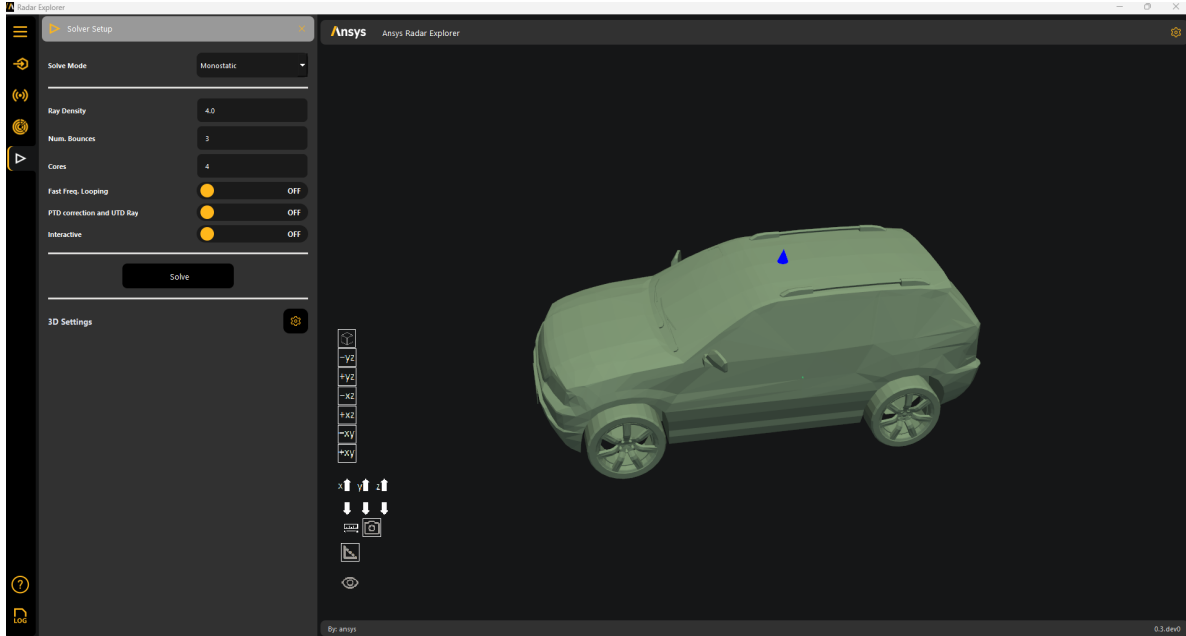 Radar Explorer
Solver Setup
Ansys Ansys Radar Explorer
Solve Mode Monostatic
Ray Density 4.0
Num. Bounces 3
Cores 4
Fast Freq. Looping OFF
PTD correction and UTD Ray OFF
Interactive OFF
Solve
3D Settings
-yz
+yz
-xz
+xz
-xy
+xy
x y z
LOG
By: ansys 0.3.dev0